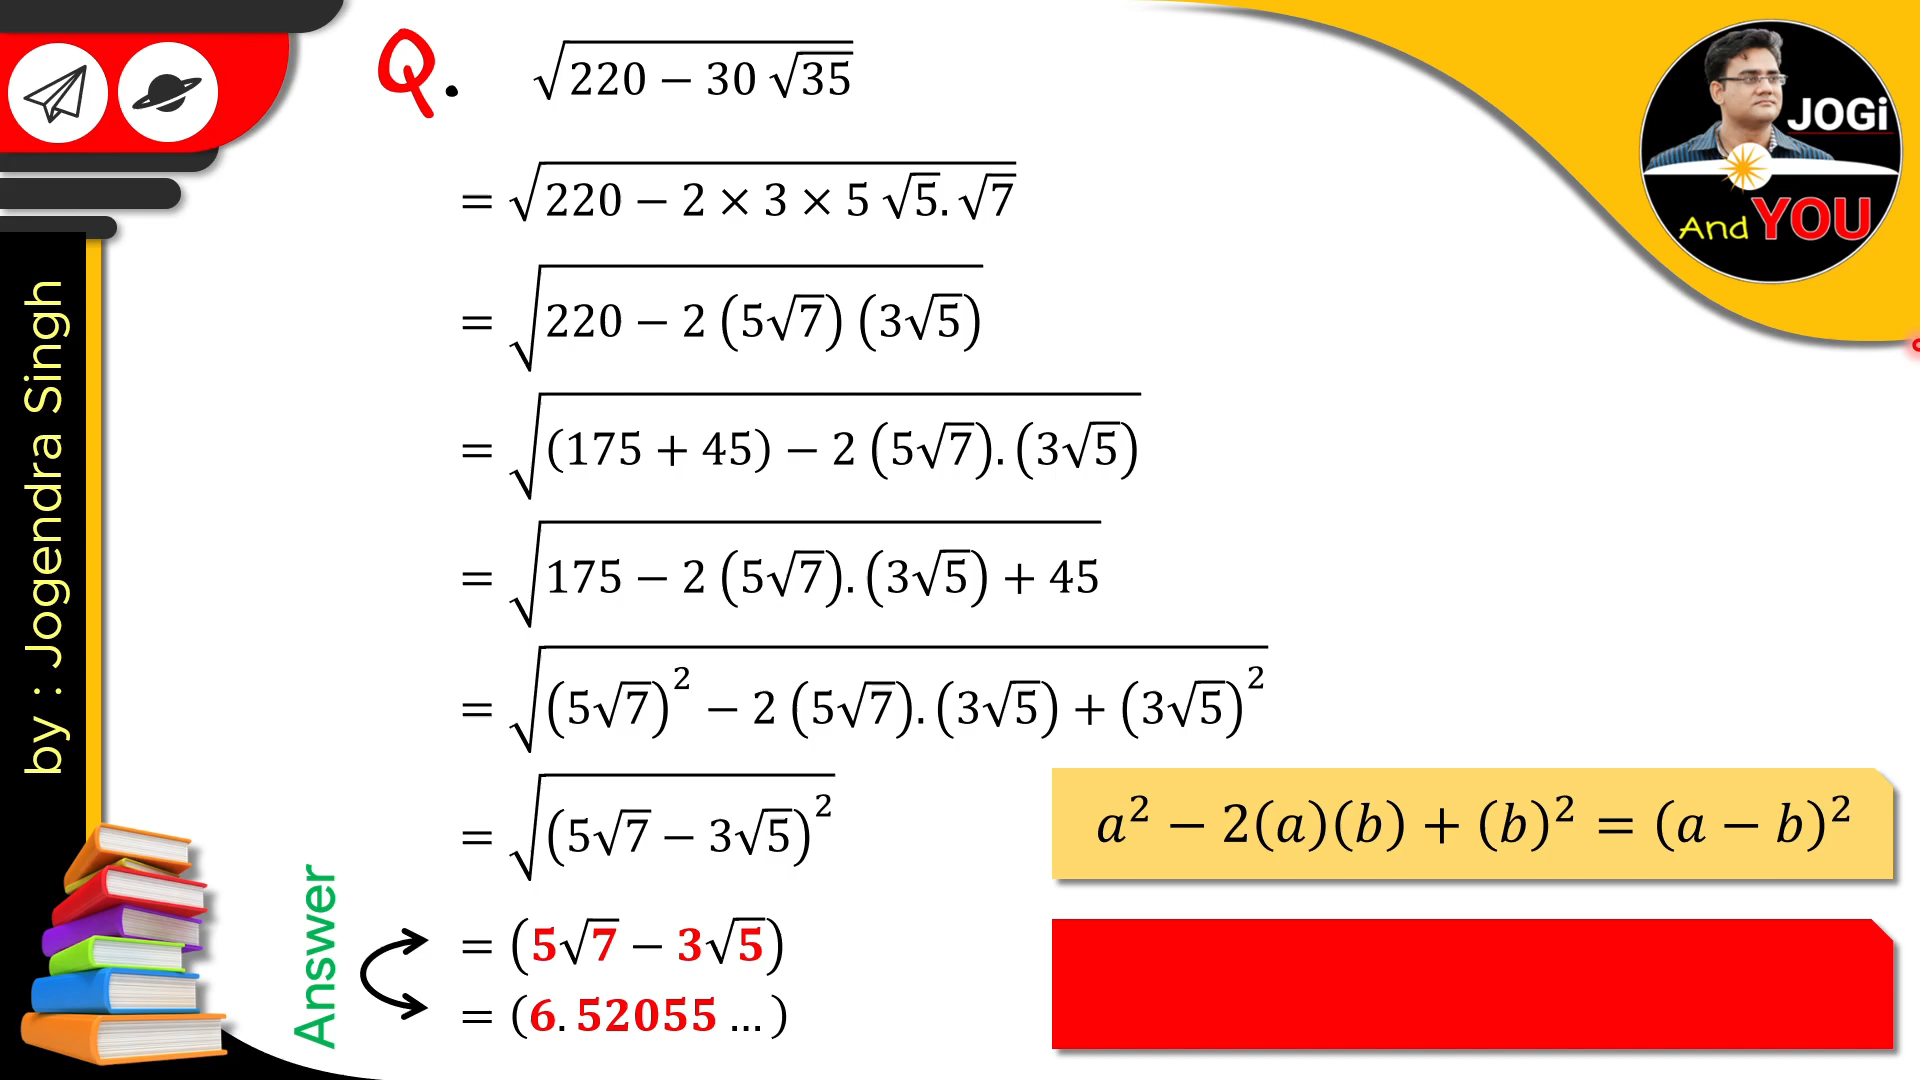 Q. √(220 − 30 √35)
= √(220 − 2 × 3 × 5 √5. √7)
= √(220 − 2 (5√7) (3√5))
= √((175 + 45) − 2 (5√7). (3√5))
= √(175 − 2 (5√7). (3√5) + 45)
= √((5√7)² − 2 (5√7). (3√5) + (3√5)²)
= √((5√7 − 3√5)²)
= (5√7 − 3√5)
= (6.52055 ...)
Answer
a² − 2(a)(b) + (b)² = (a − b)²
by : Jogendra Singh
JOGi
And YOU